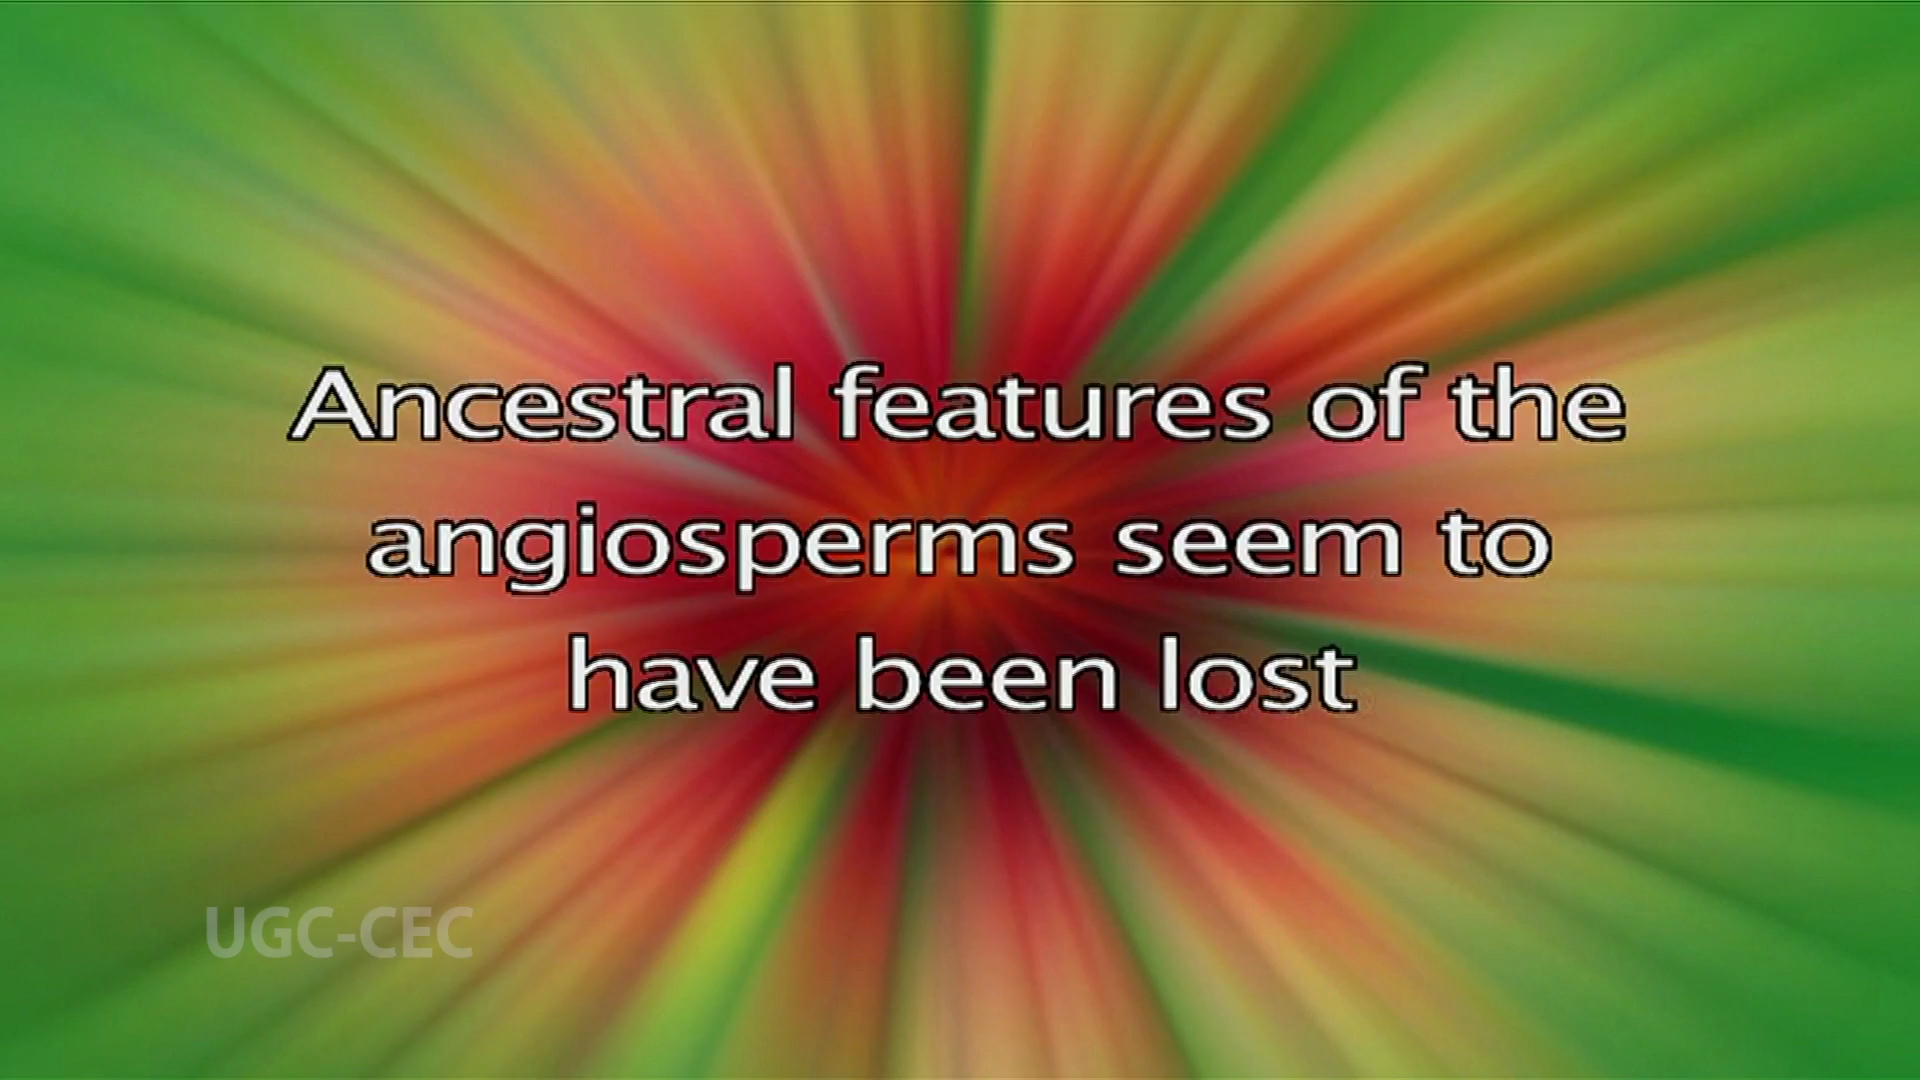 Ancestral features of the
angiosperms seem to
have been lost
UGC-CEC